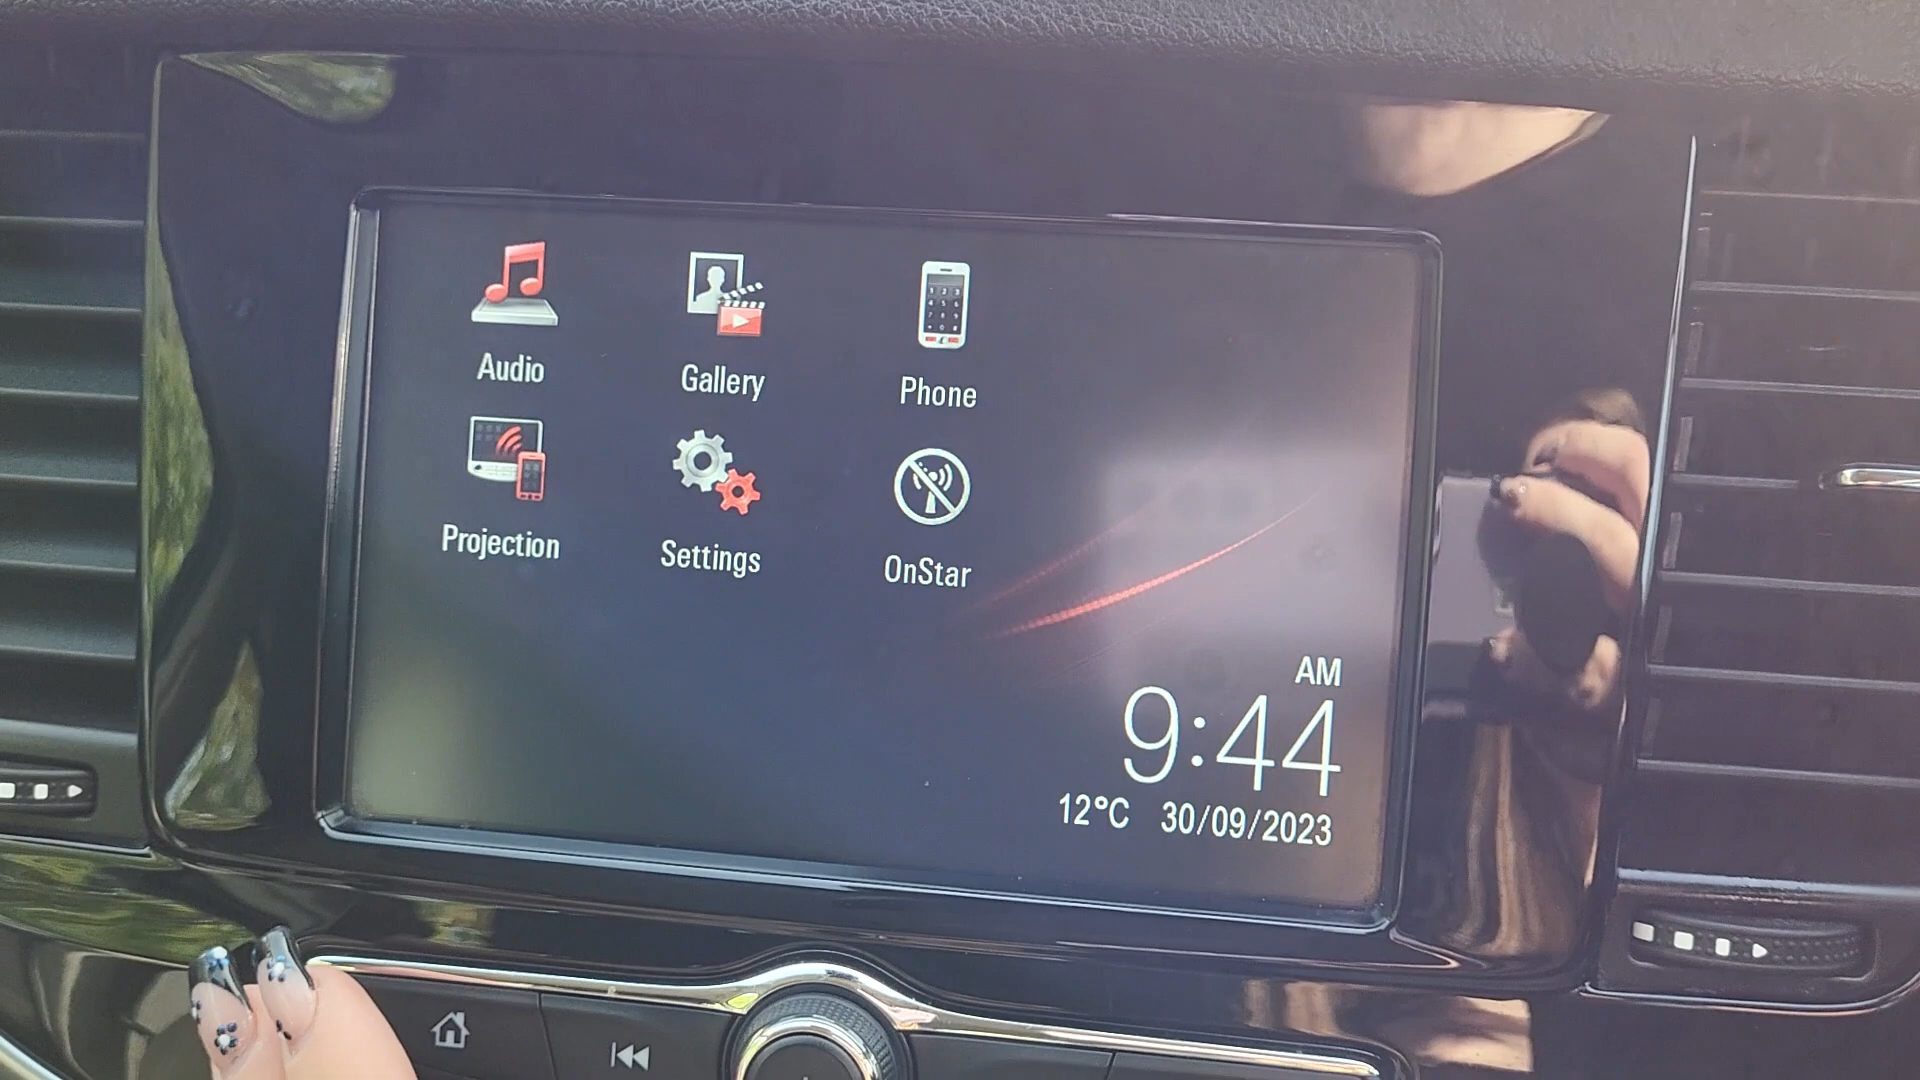 Audio
Gallery
Phone
Projection
Settings
OnStar
AM
9:44
12°C 30/09/2023